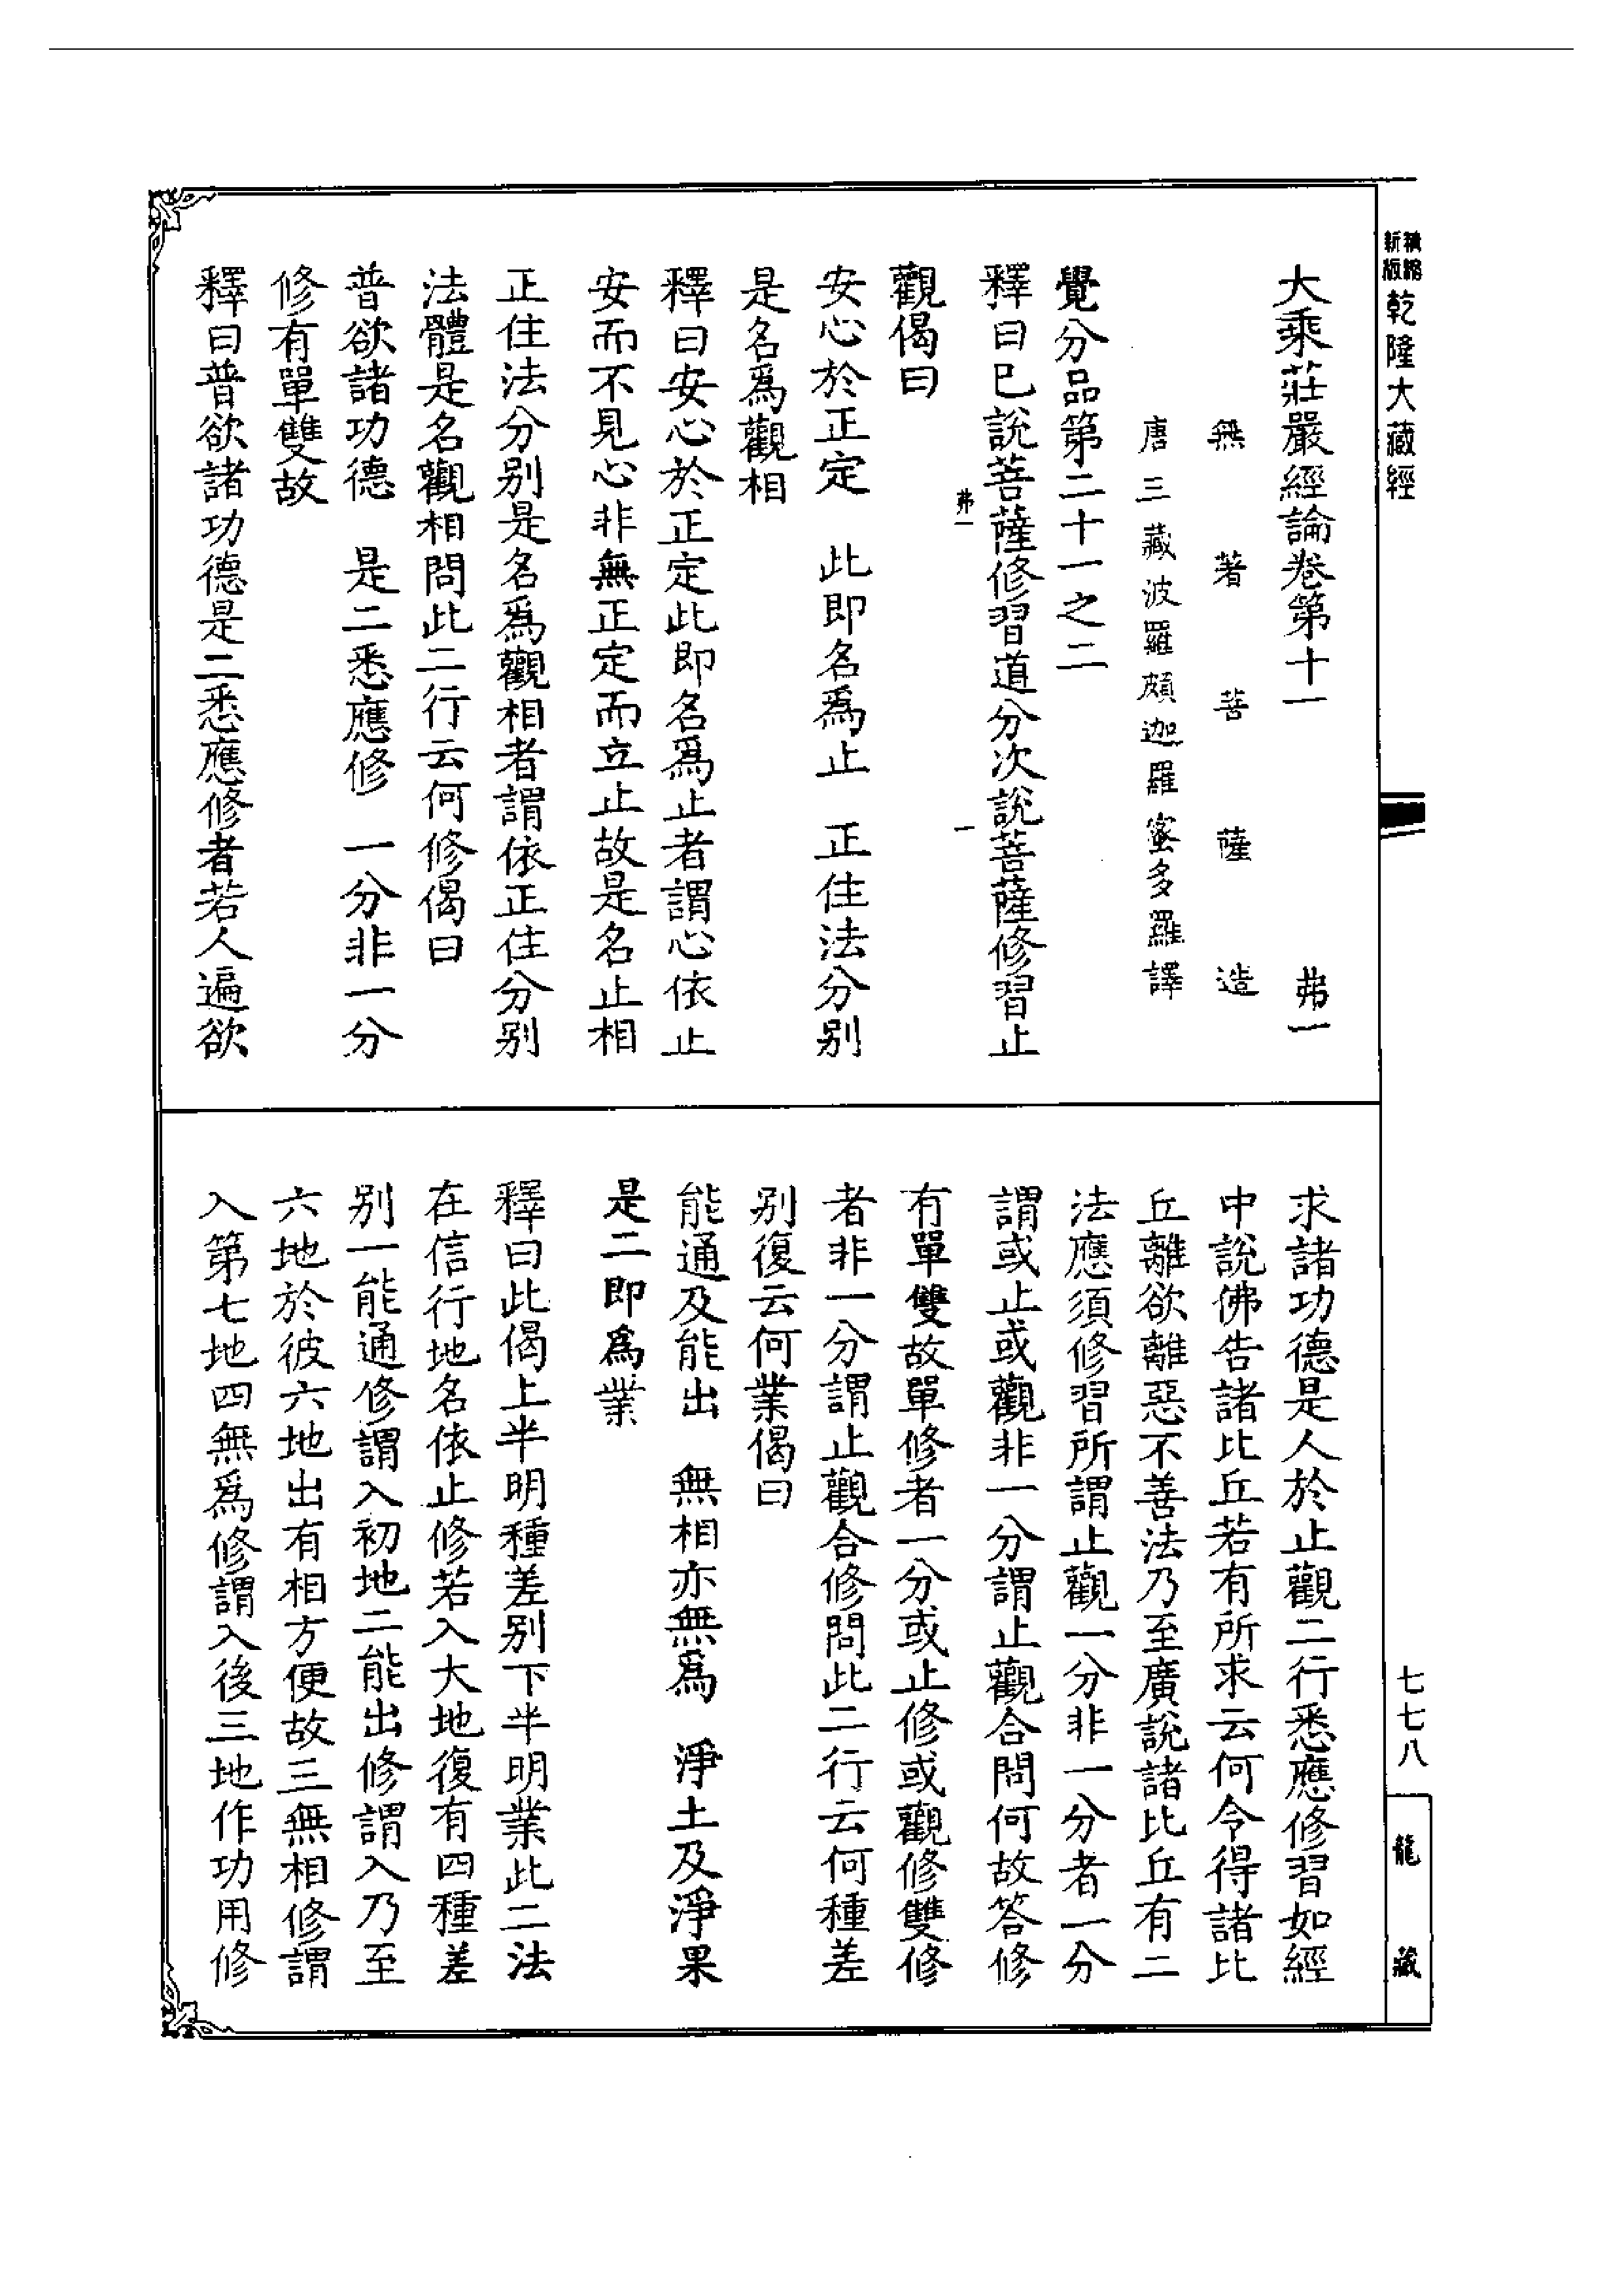 精縮新版乾隆大藏經
大乘莊嚴經論卷第十一　弗一
無著菩薩造
唐三藏波羅頗迦羅蜜多羅譯
覺分品第二十一之二
釋曰已說菩薩修習道分次說菩薩修習止
弗一　一
觀偈曰
安心於正定　此即名爲止　正住法分别
是名爲觀相
釋曰安心於正定此即名爲止者謂心依止
安而不見心非無正定而立止故是名止相
正住法分别是名爲觀相者謂依正住分别
法體是名觀相問此二行云何修偈曰
普欲諸功德　是二悉應修　一分非一分
修有單雙故
釋曰普欲諸功德是二悉應修者若人遍欲
求諸功德是人於止觀二行悉應修習如經
中說佛告諸比丘若有所求云何令得諸比
丘離欲離惡不善法乃至廣說諸比丘有二
法應須修習所謂止觀一分非一分者一分
謂或止或觀非一分謂止觀合問何故答修
有單雙故單修者一分或止修或觀修雙修
者非一分謂止觀合修問此二行云何種差
别復云何業偈曰
能通及能出　無相亦無爲　淨土及淨果
是二即爲業
釋曰此偈上半明種差别下半明業此二法
在信行地名依止修若入大地復有四種差
别一能通修謂入初地二能出修謂入乃至
六地於彼六地出有相方便故三無相修謂
入第七地四無爲修謂入後三地作功用修
七七八
龍藏